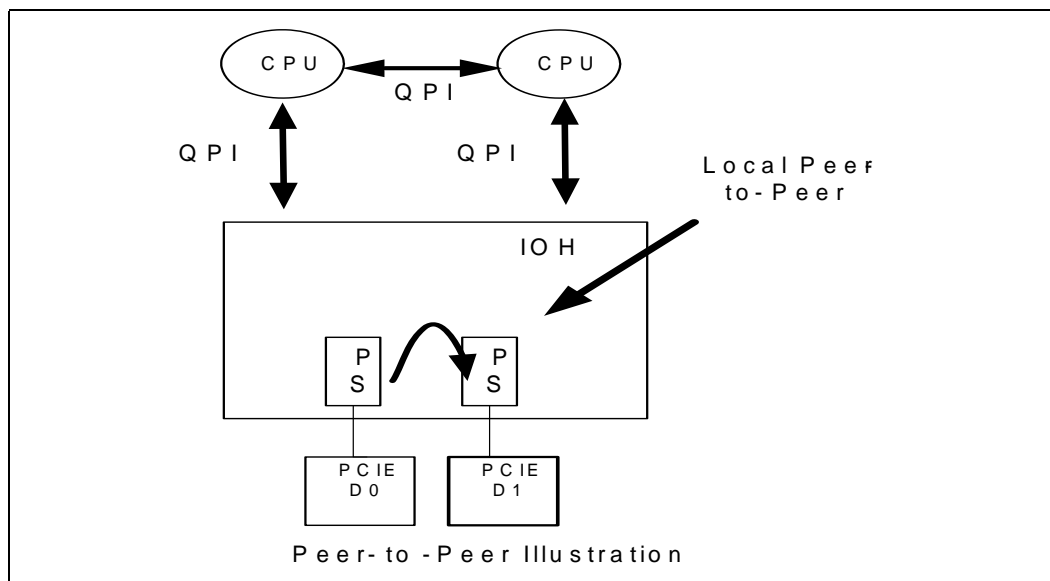 CPU
CPU
QPI
QPI
QPI
Local Peer
to-Peer
IOH
P
S
P
S
PCIE
D0
PCIE
D1
Peer-to-Peer Illustration